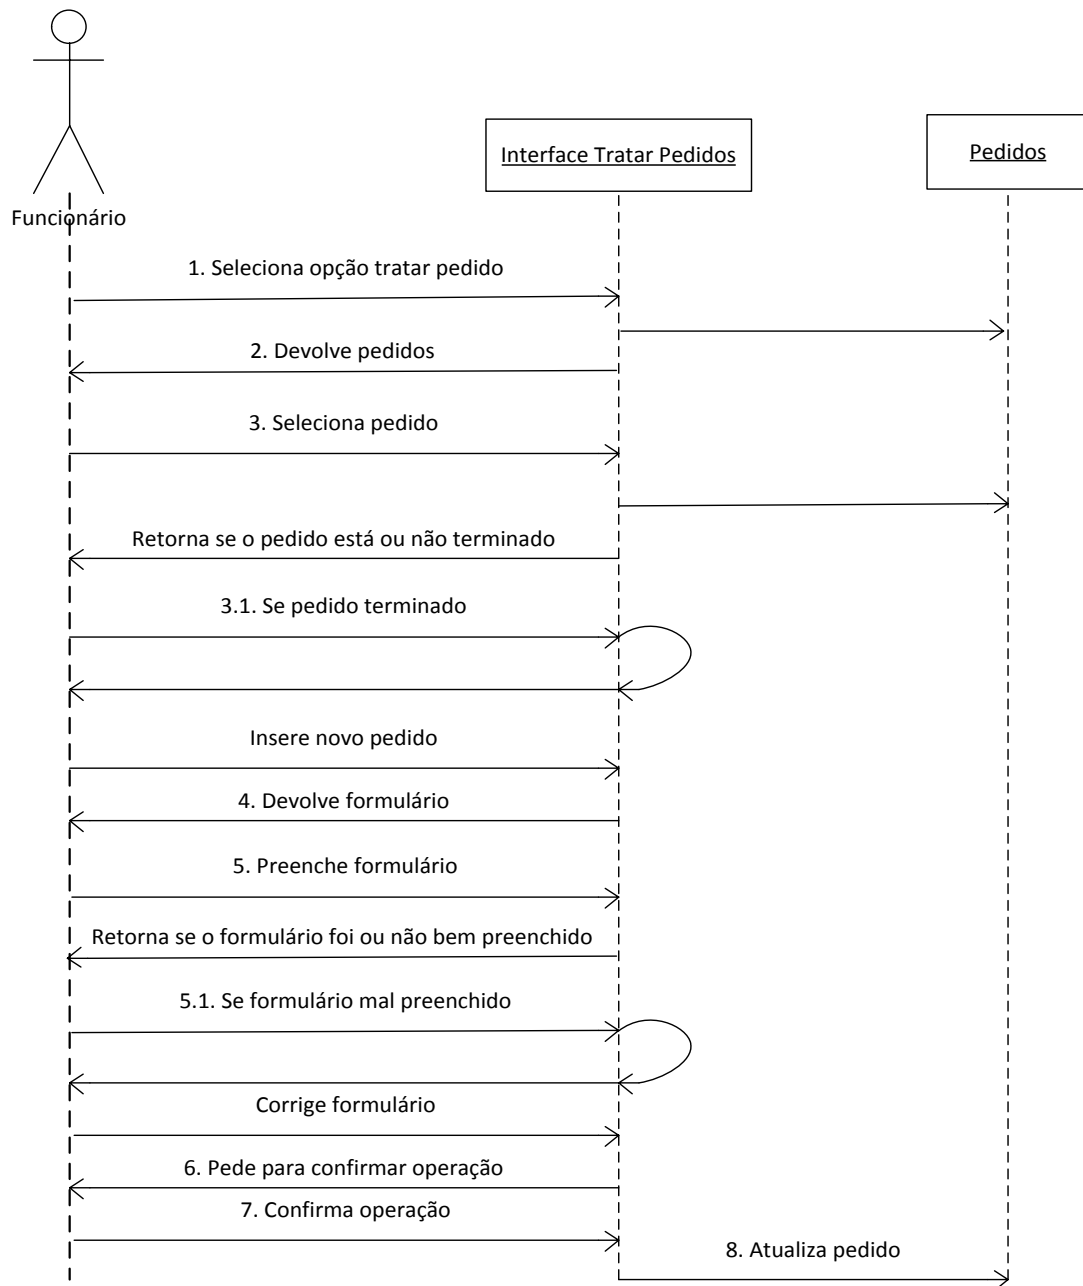 Interface Tratar Pedidos
Pedidos
Funcionário
1. Seleciona opção tratar pedido
2. Devolve pedidos
3. Seleciona pedido
Retorna se o pedido está ou não terminado
3.1. Se pedido terminado
Insere novo pedido
4. Devolve formulário
5. Preenche formulário
Retorna se o formulário foi ou não bem preenchido
5.1. Se formulário mal preenchido
Corrige formulário
6. Pede para confirmar operação
7. Confirma operação
8. Atualiza pedido